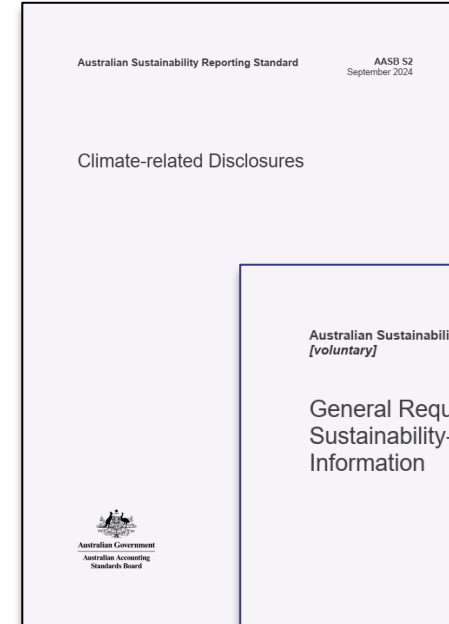 Australian Sustainability Reporting Standard
AASB S2
September 2024
Climate-related Disclosures
Australian Sustainabili
[voluntary]
General Requ
Sustainability-
Information
Australian Government
Australian Accounting
Standards Board